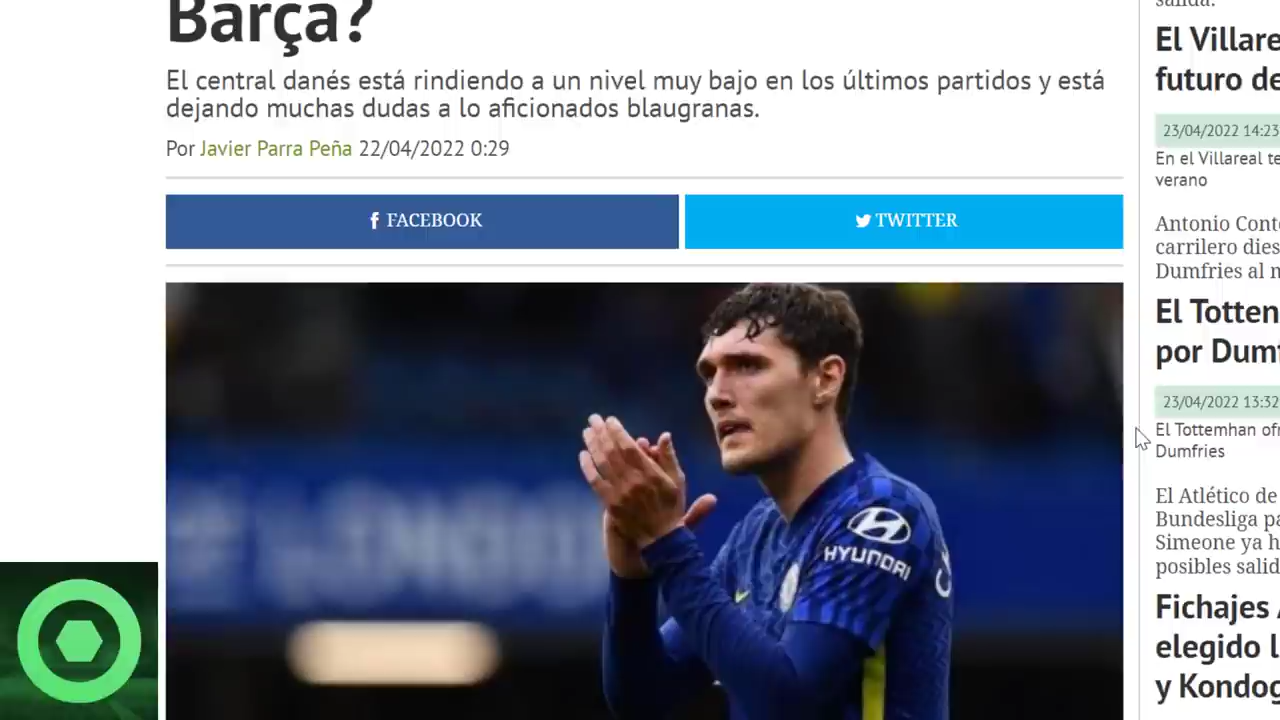 Barça?
El central danés está rindiendo a un nivel muy bajo en los últimos partidos y está
dejando muchas dudas a lo aficionados blaugranas.
Por Javier Parra Peña 22/04/2022 0:29
FACEBOOK
TWITTER
HYUNDAI
salida.
El Villare
futuro de
23/04/2022 14:23
En el Villareal te
verano
Antonio Conte
carrilero dies
Dumfries al m
El Totten
por Dumf
23/04/2022 13:32
El Tottemhan ofr
Dumfries
El Atlético de
Bundesliga pa
Simeone ya h
posibles salid
Fichajes
elegido l
y Kondog